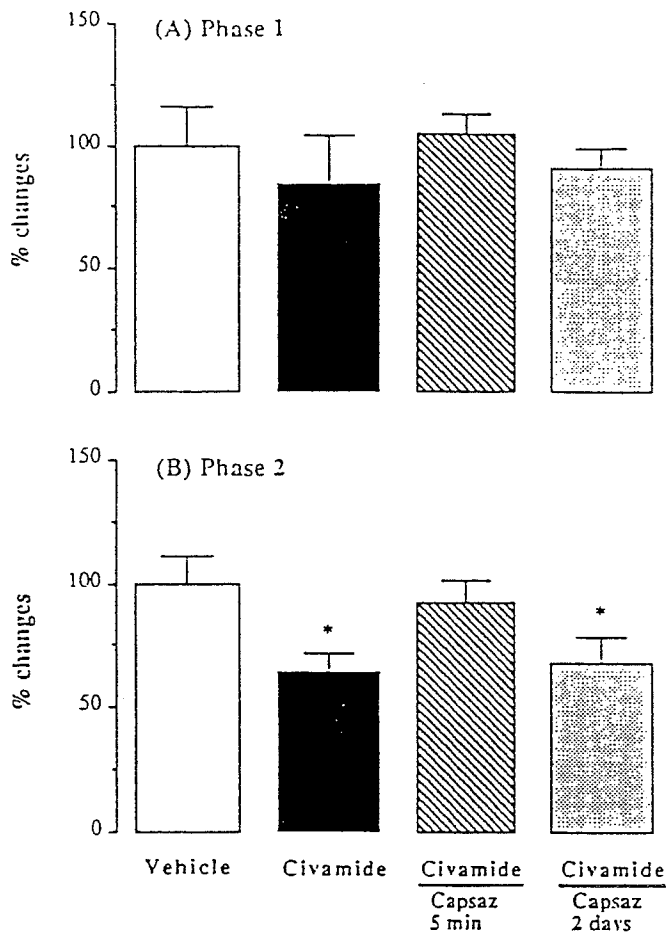 150
(A) Phase 1
100
% changes
50
0
150
(B) Phase 2
*
*
100
% changes
50
0
Vehicle Civamide Civamide Civamide
Capsaz Capsaz
5 min 2 days